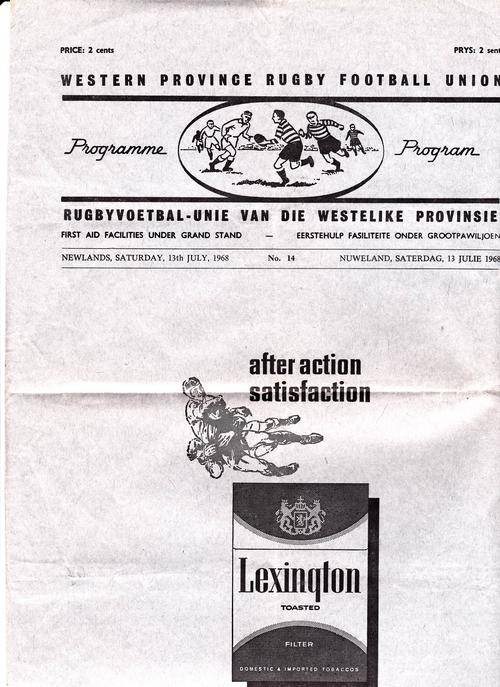 PRICE: 2 cents PRYS: 2 sent
WESTERN PROVINCE RUGBY FOOTBALL UNION
Programme Program
RUGBYVOETBAL-UNIE VAN DIE WESTELIKE PROVINSIE
FIRST AID FACILITIES UNDER GRAND STAND — EERSTEHULP FASILITEITE ONDER GROOTPAWILJOEN
NEWLANDS, SATURDAY, 13th JULY, 1968 No. 14 NUWELAND, SATERDAG, 13 JULIE 1968
after action
satisfaction
Lexington
TOASTED
FILTER
DOMESTIC & IMPORTED TOBACCOS